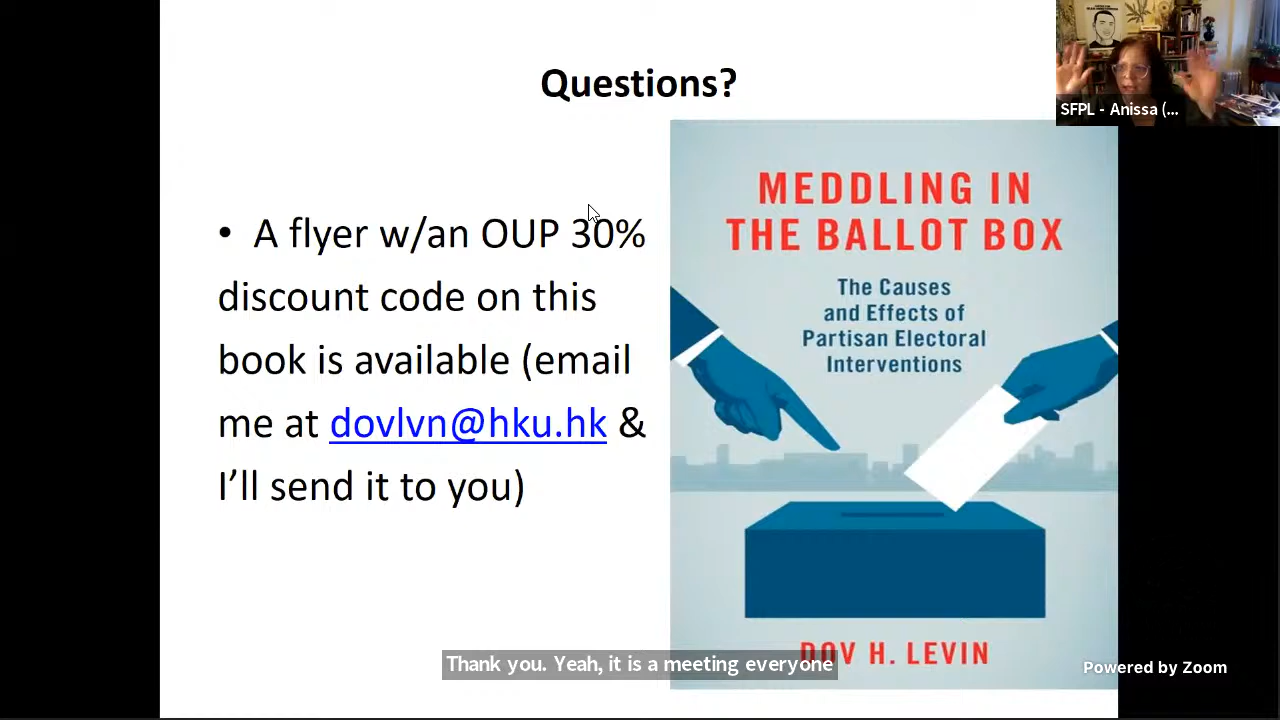 Questions?
SFPL - Anissa (...
• A flyer w/an OUP 30%
discount code on this
book is available (email
me at dovlvn@hku.hk &
I'll send it to you)
MEDDLING IN
THE BALLOT BOX
The Causes
and Effects of
Partisan Electoral
Interventions
DOV H. LEVIN
Thank you. Yeah, it is a meeting everyone
Powered by Zoom